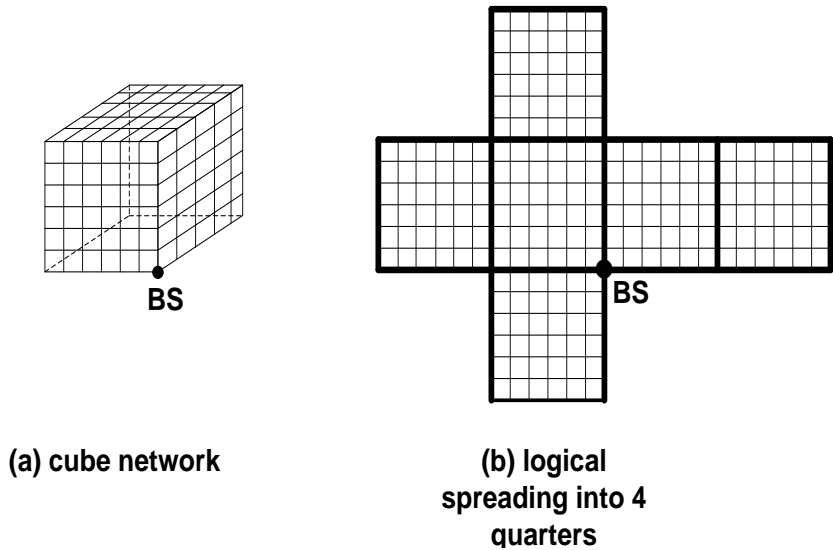 BS
BS
(a) cube network
(b) logical
spreading into 4
quarters